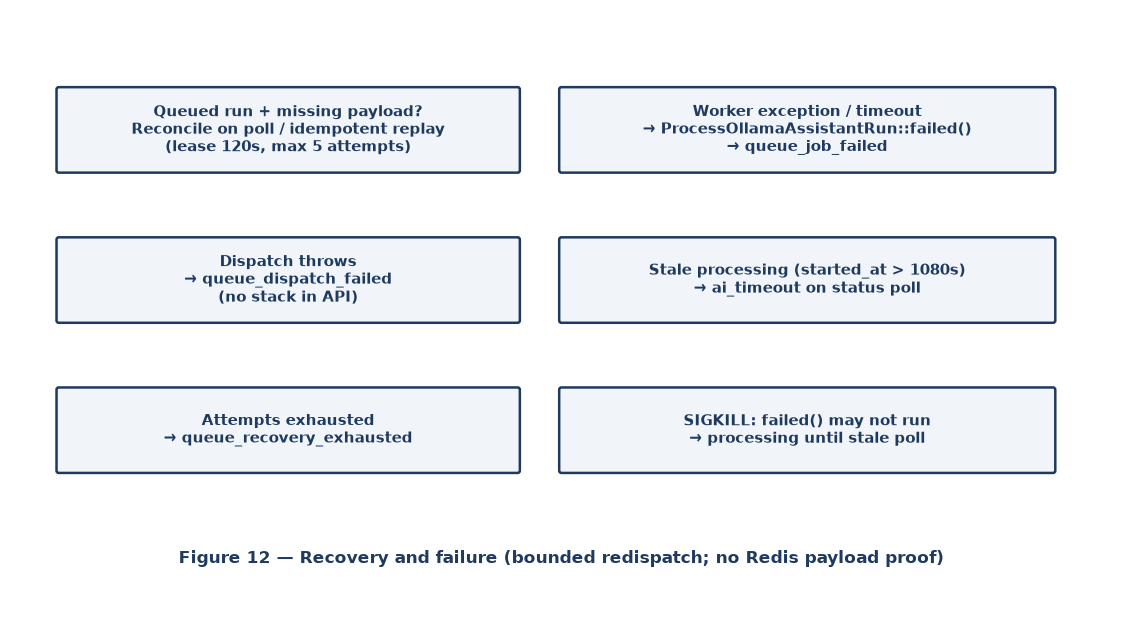 Queued run + missing payload?
Reconcile on poll / idempotent replay
(lease 120s, max 5 attempts)
Worker exception / timeout
→ ProcessOllamaAssistantRun::failed()
→ queue_job_failed
Dispatch throws
→ queue_dispatch_failed
(no stack in API)
Stale processing (started_at > 1080s)
→ ai_timeout on status poll
Attempts exhausted
→ queue_recovery_exhausted
SIGKILL: failed() may not run
→ processing until stale poll
Figure 12 — Recovery and failure (bounded redispatch; no Redis payload proof)